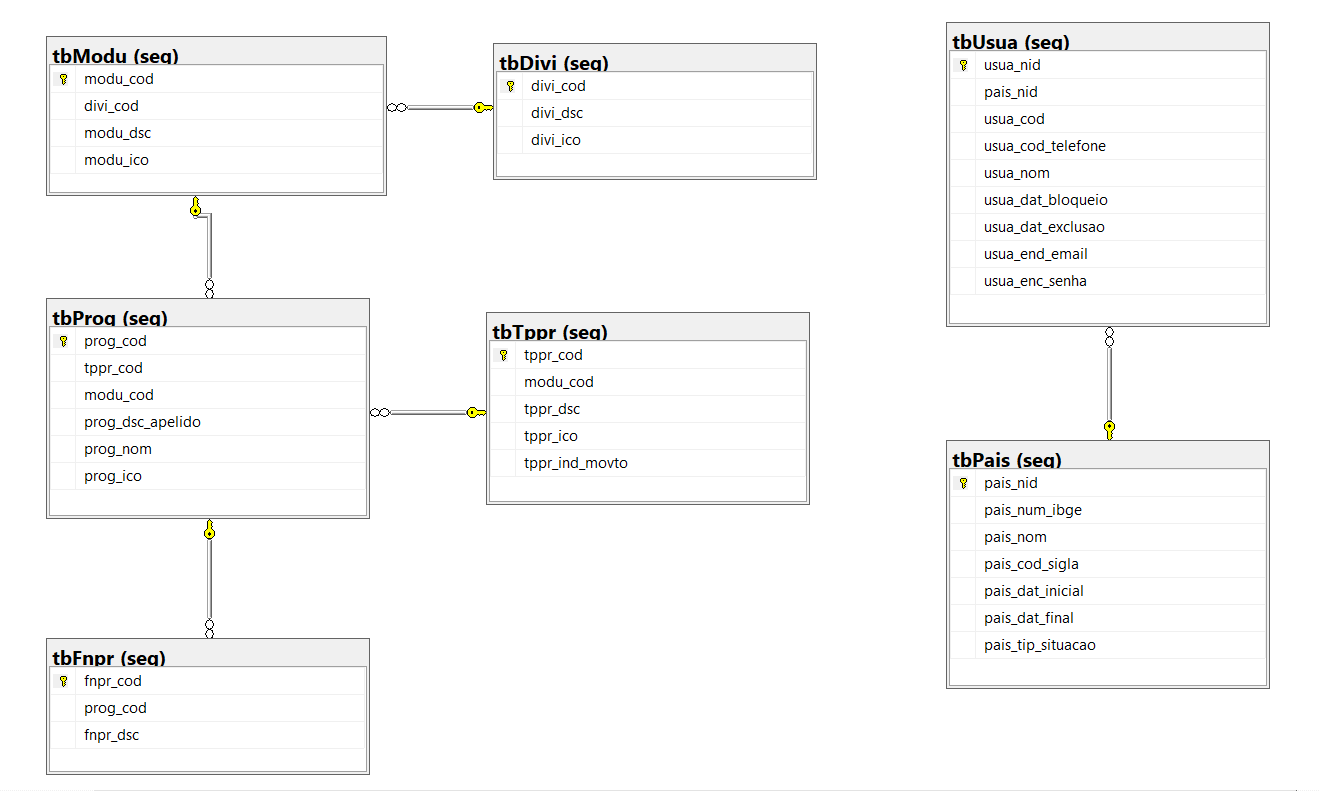 tbModu (seg)
modu_cod
divi_cod
modu_dsc
modu_ico
tbDivi (seg)
divi_cod
divi_dsc
divi_ico
tbProg (seg)
prog_cod
tppr_cod
modu_cod
prog_dsc_apelido
prog_nom
prog_ico
tbTppr (seg)
tppr_cod
modu_cod
tppr_dsc
tppr_ico
tppr_ind_movto
tbFnpr (seg)
fnpr_cod
prog_cod
fnpr_dsc
tbUsua (seg)
usua_nid
pais_nid
usua_cod
usua_cod_telefone
usua_nom
usua_dat_bloqueio
usua_dat_exclusao
usua_end_email
usua_enc_senha
tbPais (seg)
pais_nid
pais_num_ibge
pais_nom
pais_cod_sigla
pais_dat_inicial
pais_dat_final
pais_tip_situacao